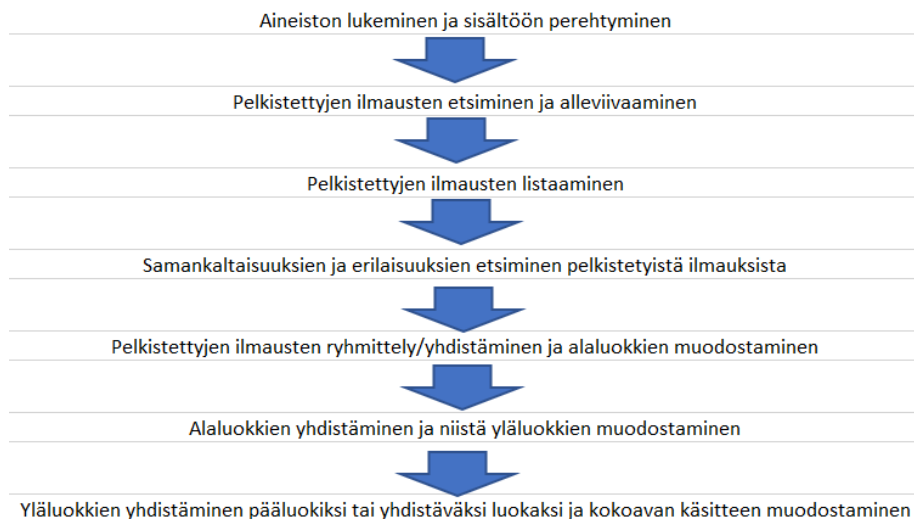 Aineiston lukeminen ja sisältöön perehtyminen
Pelkistettyjen ilmausten etsiminen ja alleviivaaminen
Pelkistettyjen ilmausten listaaminen
Samankaltaisuuksien ja erilaisuuksien etsiminen pelkistetyistä ilmauksista
Pelkistettyjen ilmausten ryhmittely/yhdistäminen ja alaluokkien muodostaminen
Alaluokkien yhdistäminen ja niistä yläluokkien muodostaminen
Yläluokkien yhdistäminen pääluokiksi tai yhdistäväksi luokaksi ja kokoavan käsitteen muodostaminen